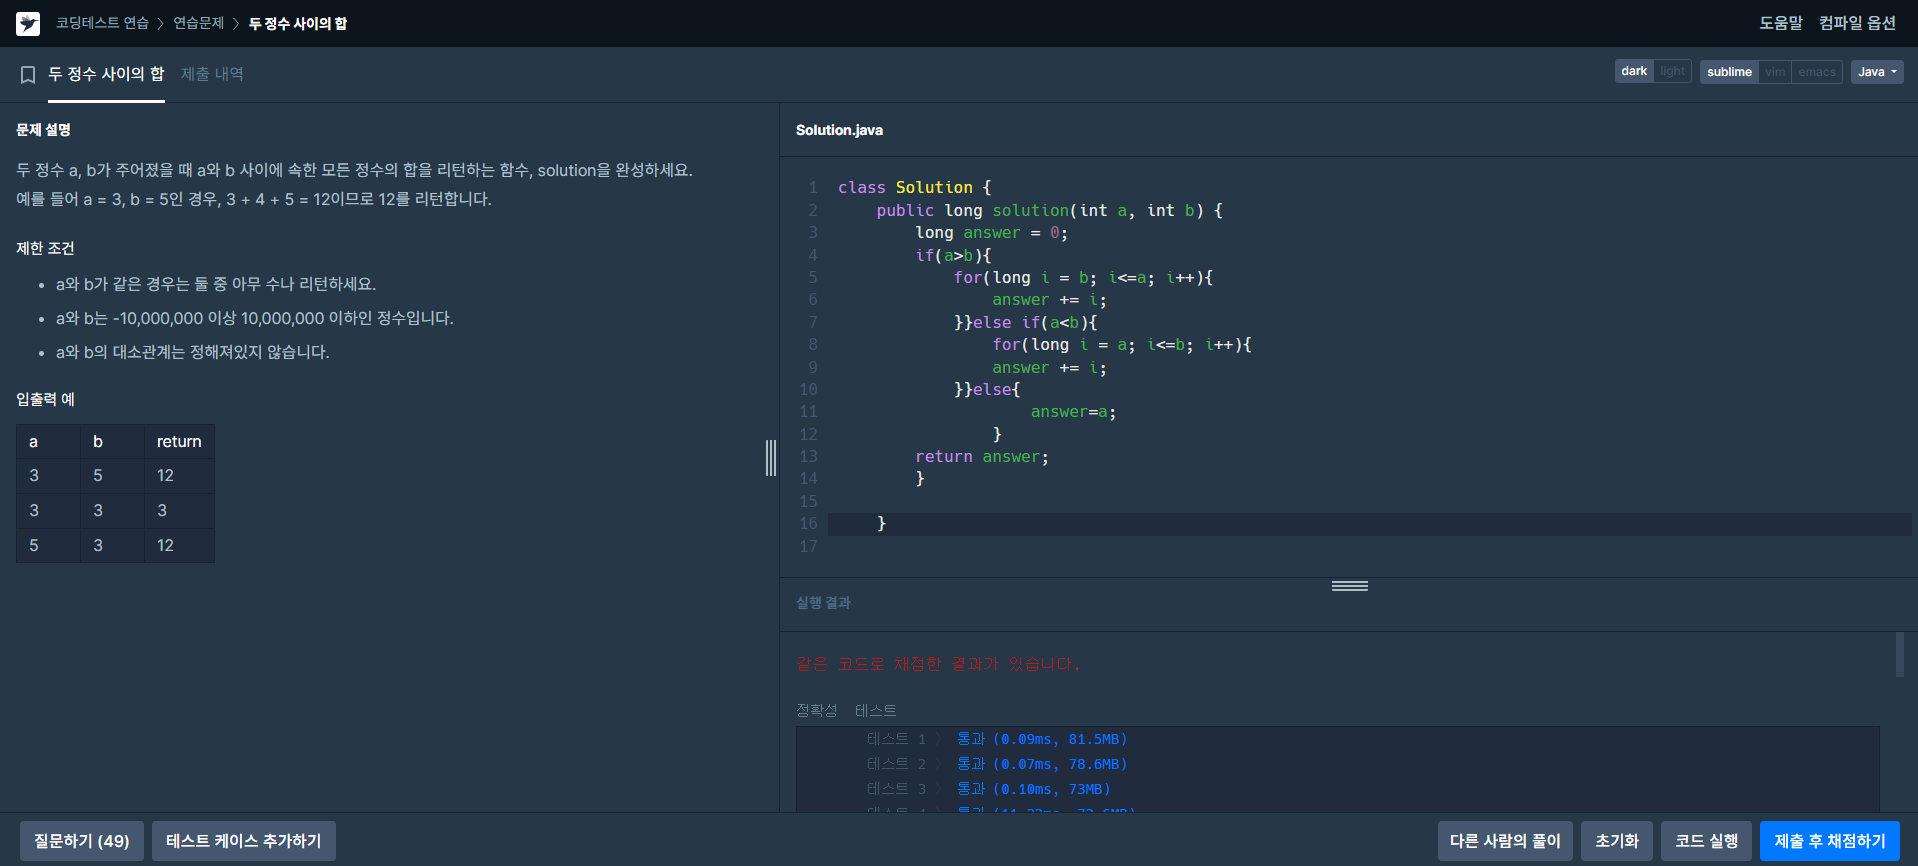 코딩테스트 연습 > 연습문제 > 두 정수 사이의 합
도움말 컴파일 옵션
두 정수 사이의 합 제출 내역
dark light sublime vim emacs Java
문제 설명
두 정수 a, b가 주어졌을 때 a와 b 사이에 속한 모든 정수의 합을 리턴하는 함수, solution을 완성하세요.
예를 들어 a = 3, b = 5인 경우, 3 + 4 + 5 = 12이므로 12를 리턴합니다.
제한 조건
• a와 b가 같은 경우는 둘 중 아무 수나 리턴하세요.
• a와 b는 -10,000,000 이상 10,000,000 이하인 정수입니다.
• a와 b의 대소관계는 정해져있지 않습니다.
입출력 예
a b return
3 5 12
3 3 3
5 3 12
Solution.java
1 class Solution {
2     public long solution(int a, int b) {
3         long answer = 0;
4         if(a>b){
5             for(long i = b; i<=a; i++){
6                 answer += i;
7             }}else if(a<b){
8                 for(long i = a; i<=b; i++){
9                 answer += i;
10             }}else{
11                     answer=a;
12                 }
13         return answer;
14         }
15
16     }
17
실행 결과
같은 코드로 채점한 결과가 있습니다.
정확성 테스트
테스트 1 > 통과 (0.09ms, 81.5MB)
테스트 2 > 통과 (0.07ms, 78.6MB)
테스트 3 > 통과 (0.10ms, 73MB)
질문하기 (49) 테스트 케이스 추가하기 다른 사람의 풀이 초기화 코드 실행 제출 후 채점하기